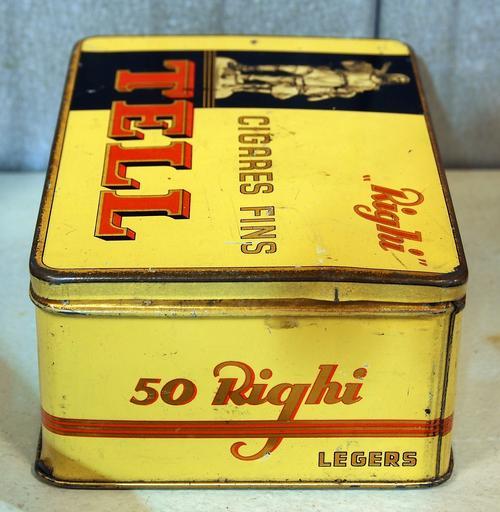 TELL
CIGARES FINS
"Righi"
50 Righi
LEGERS